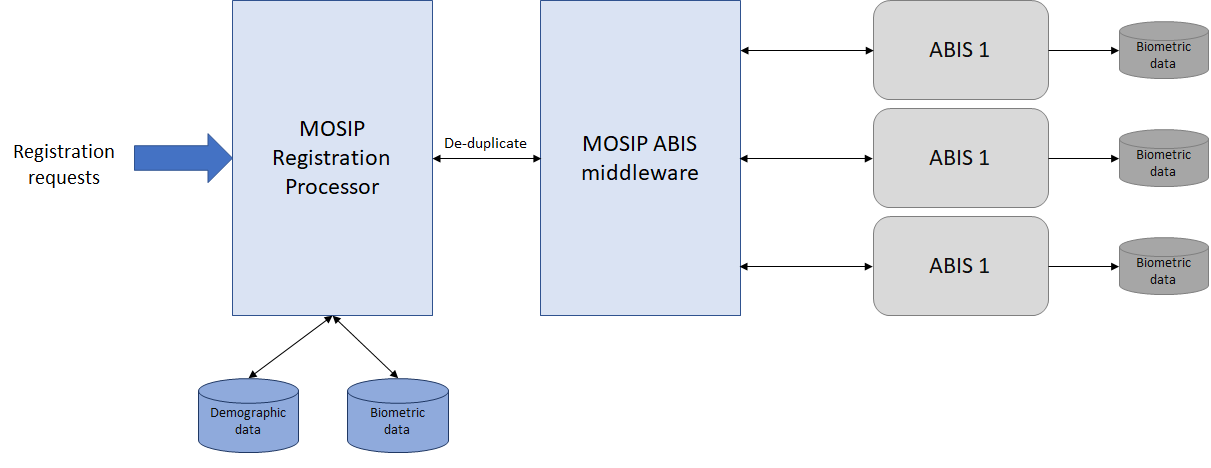 Registration
requests
MOSIP
Registration
Processor
De-duplicate
MOSIP ABIS
middleware
ABIS 1
Biometric
data
ABIS 1
Biometric
data
ABIS 1
Biometric
data
Demographic
data
Biometric
data